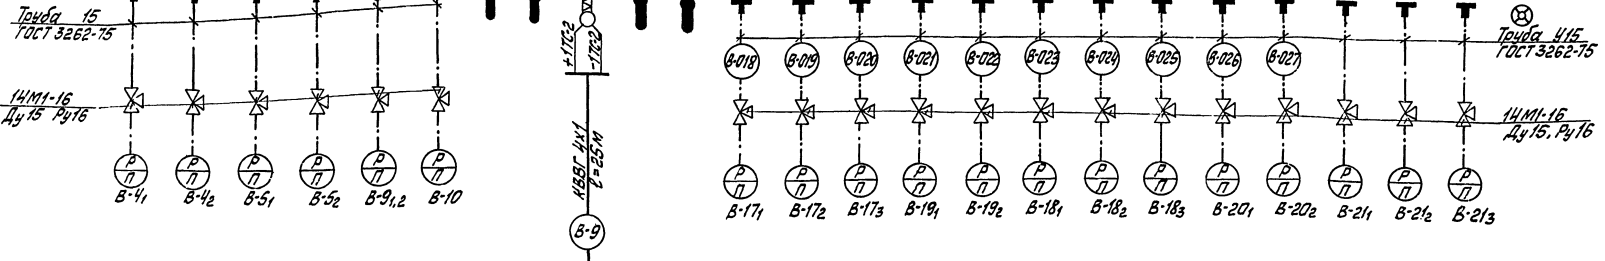 Труба 15
ГОСТ 3262-75
14М1-16
Ду15 Ру16
Р
П
Р
П
Р
П
Р
П
Р
П
Р
П
В-4₁
В-4₂
В-5₁
В-5₂
В-9₁,₂
В-10
+17С-2
-17С-2
КВВГ 4х1
ℓ=25м
В-9
В-018
В-019
В-020
В-021
В-022
В-023
В-024
В-025
В-026
В-027
Р
П
Р
П
Р
П
Р
П
Р
П
Р
П
Р
П
Р
П
Р
П
Р
П
Р
П
Р
П
Р
П
В-17₁
В-17₂
В-17₃
В-19₁
В-19₂
В-18₁
В-18₂
В-18₃
В-20₁
В-20₂
В-21₁
В-21₂
В-21₃
Труба Ц15
ГОСТ 3262-75
14М1-16
Ду15, Ру16